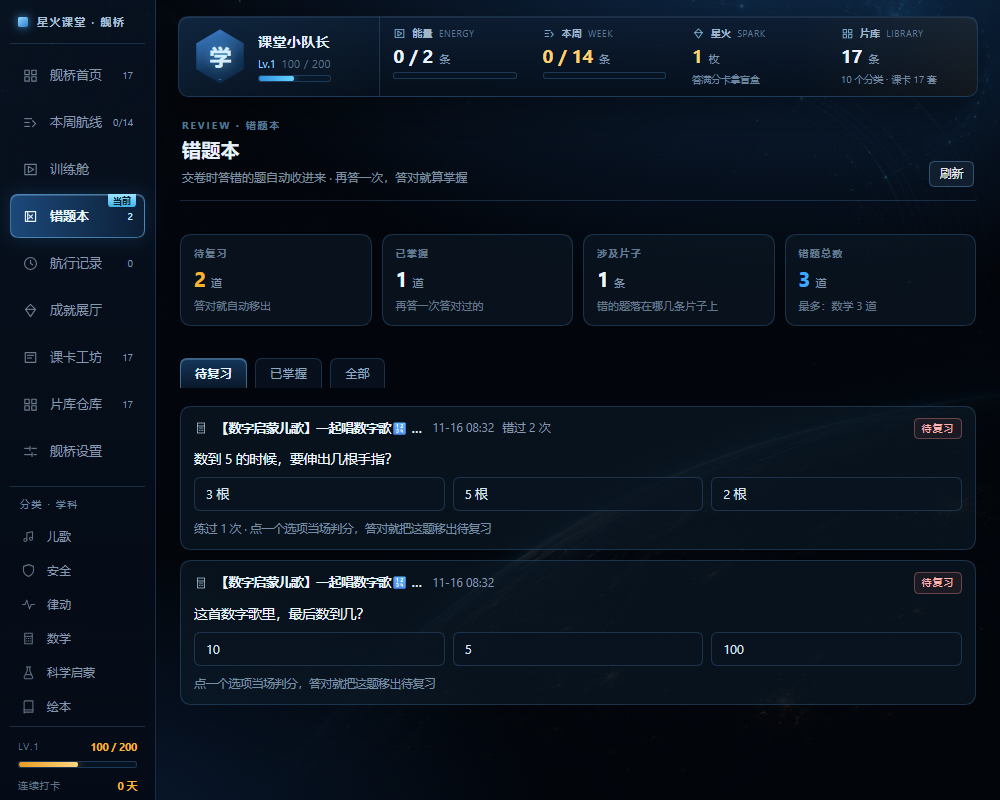 星火课堂 · 舰桥
舰桥首页 17
本周航线 0/14
训练舱
当前
错题本 2
航行记录 0
成就展厅
课卡工坊 17
片库仓库 17
舰桥设置
分类 · 学科
儿歌
安全
律动
数学
科学启蒙
绘本
LV.1 100 / 200
连续打卡 0 天
学
课堂小队长
Lv.1 100 / 200
能量 ENERGY
0 / 2 条
本周 WEEK
0 / 14 条
星火 SPARK
1 枚
答满分卡拿盲盒
片库 LIBRARY
17 条
10 个分类 · 课卡 17 套
REVIEW · 错题本
错题本
交卷时答错的题自动收进来 · 再答一次，答对就算掌握
刷新
待复习
2 道
答对就自动移出
已掌握
1 道
再答一次答对过的
涉及片子
1 条
错的题落在哪几条片子上
错题总数
3 道
最多：数学 3 道
待复习 已掌握 全部
【数字启蒙儿歌】一起唱数字歌🔢 ... 11-16 08:32 错过 2 次 待复习
数到 5 的时候，要伸出几根手指？
3 根 5 根 2 根
练过 1 次 · 点一个选项当场判分，答对就把这题移出待复习
【数字启蒙儿歌】一起唱数字歌🔢 ... 11-16 08:32 待复习
这首数字歌里，最后数到几？
10 5 100
点一个选项当场判分，答对就把这题移出待复习